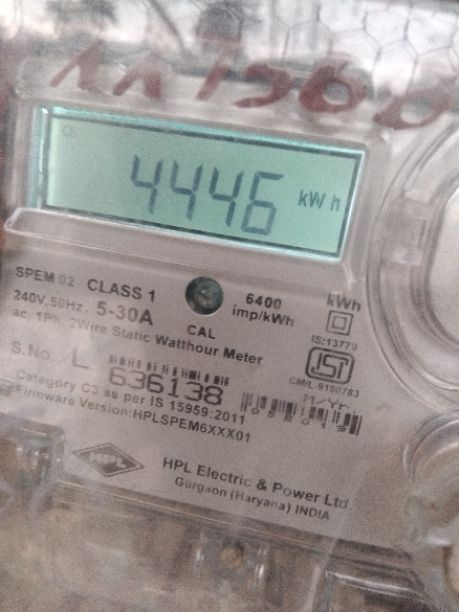 4446 kWh
SPEM 02 CLASS 1
240V, 50Hz, 5-30A
CAL
6400
imp/kWh
kWh
ac, 1Ph, 2Wire Static Watthour Meter
IS:13779
S.No. L 636138
ISI
CM/L-9190783
Category C3 as per IS 15959:2011
Firmware Version:HPLSPEM6XXX01
HPL
HPL Electric & Power Ltd
Gurgaon (Haryana) INDIA